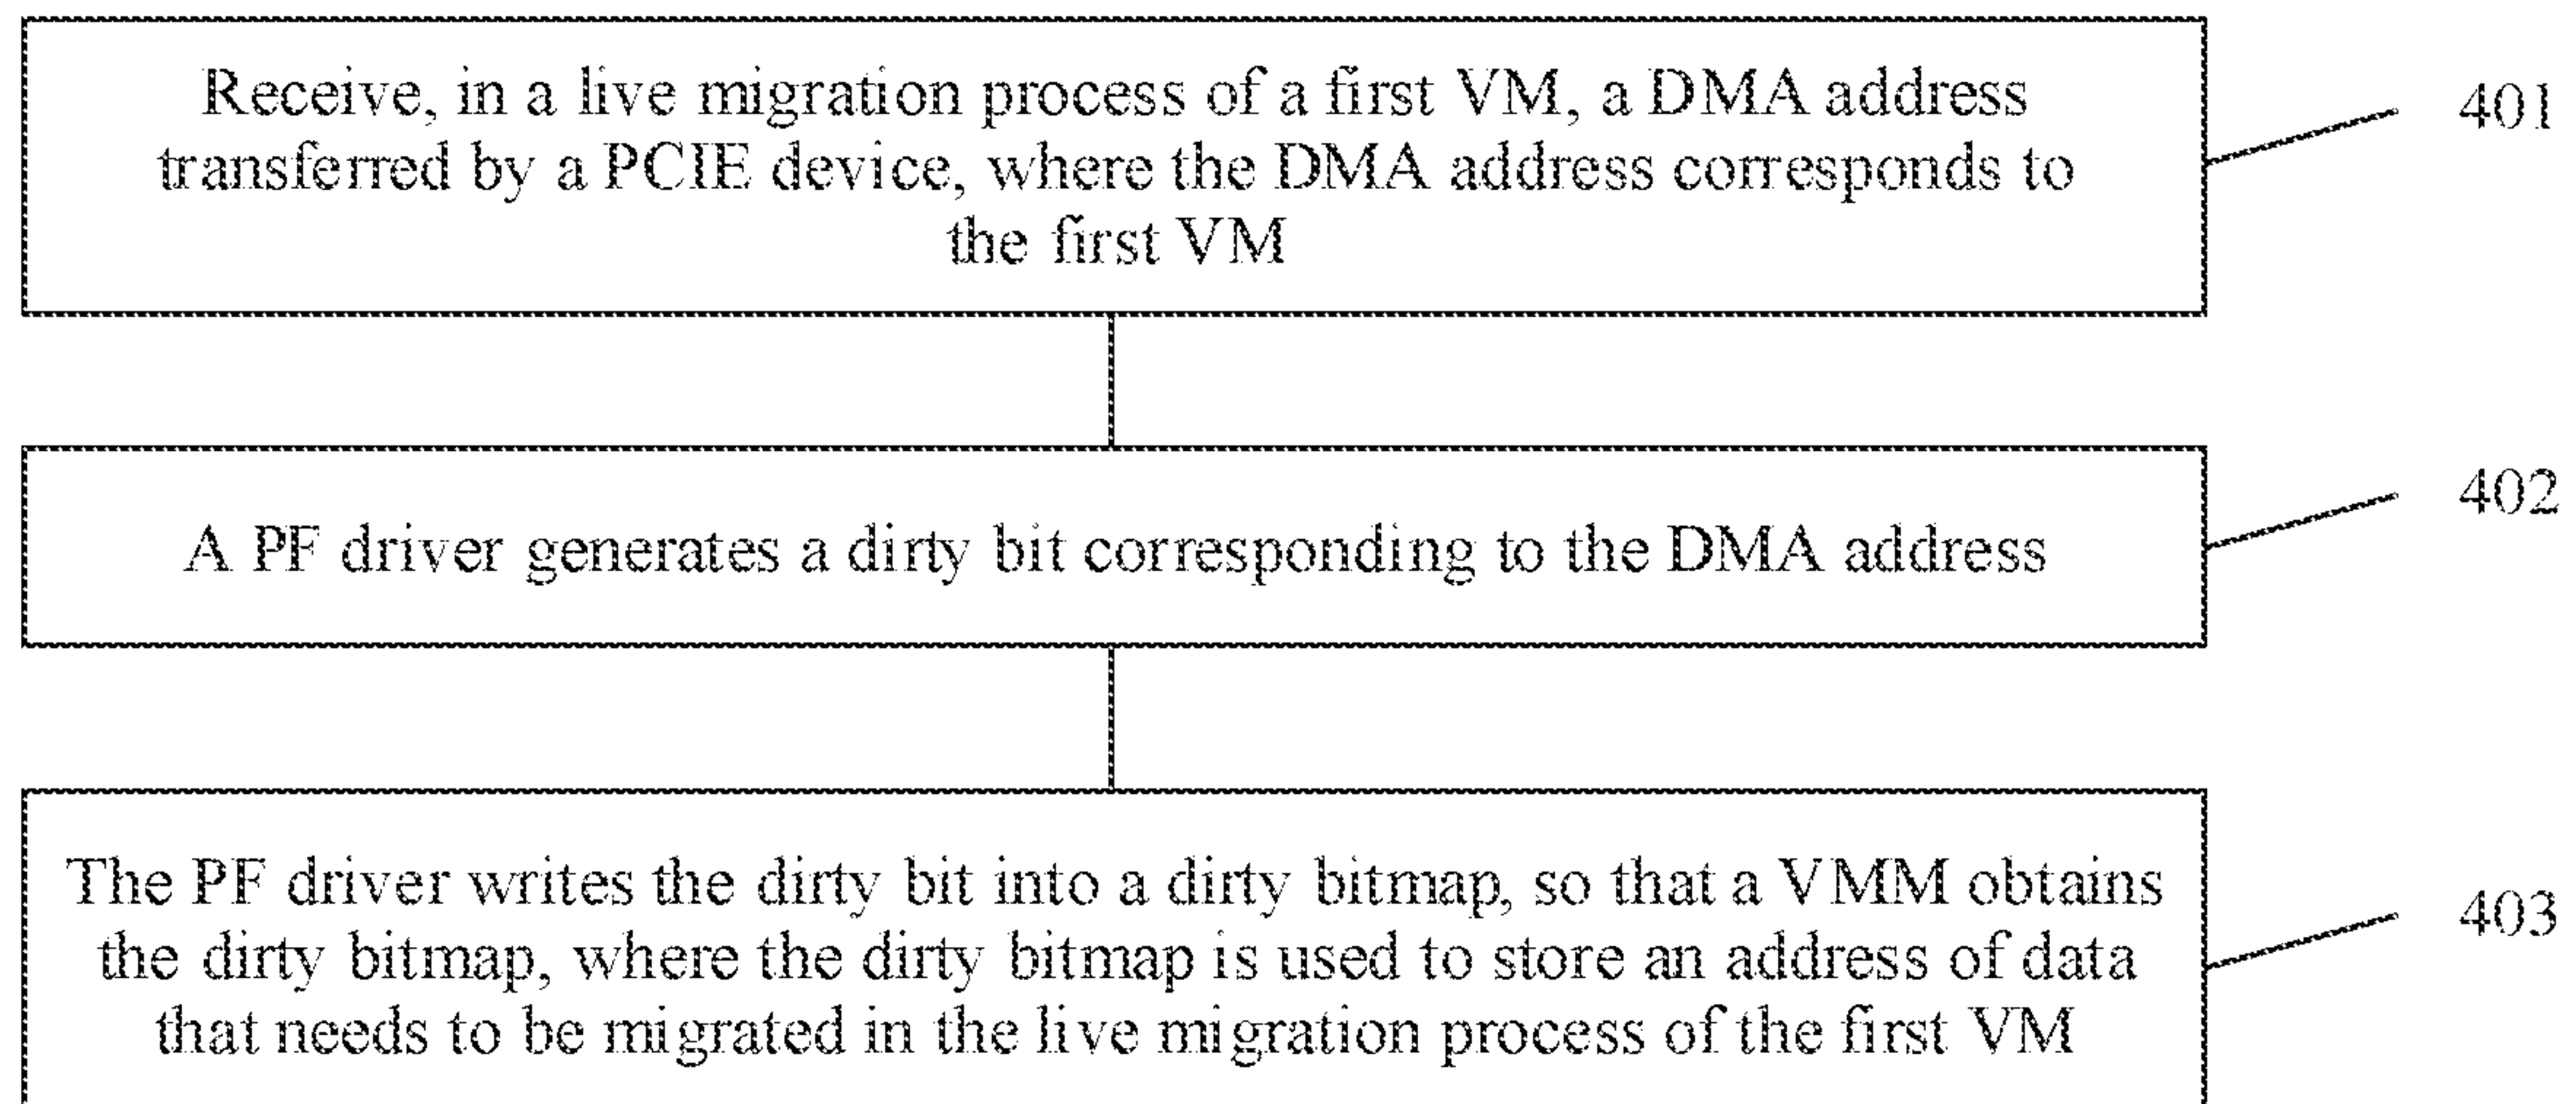 Receive, in a live migration process of a first VM, a DMA address
transferred by a PCIE device, where the DMA address corresponds to
the first VM
401
A PF driver generates a dirty bit corresponding to the DMA address
402
The PF driver writes the dirty bit into a dirty bitmap, so that a VMM obtains
the dirty bitmap, where the dirty bitmap is used to store an address of data
that needs to be migrated in the live migration process of the first VM
403